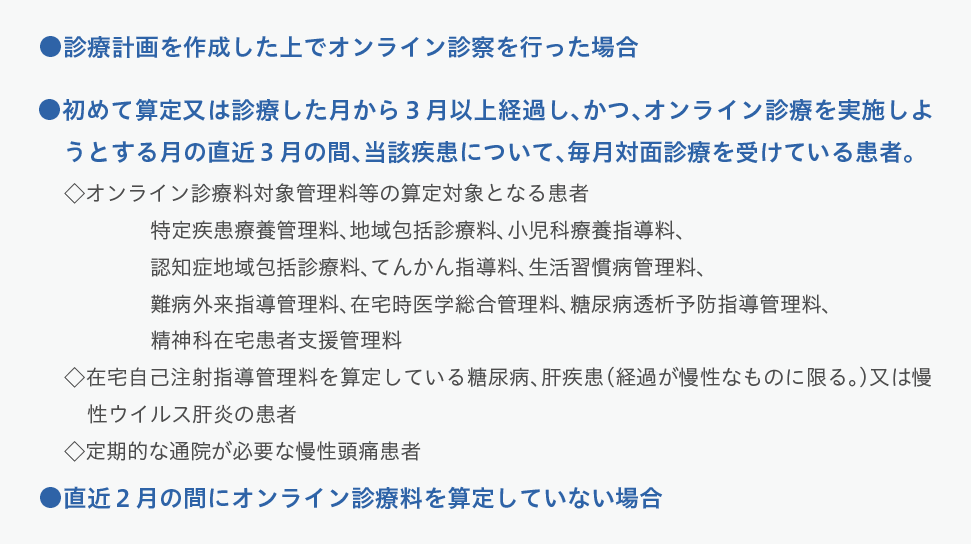 ●診療計画を作成した上でオンライン診察を行った場合
●初めて算定又は診療した月から3月以上経過し、かつ、オンライン診療を実施しよ
うとする月の直近3月の間、当該疾患について、毎月対面診療を受けている患者。
◇オンライン診療料対象管理料等の算定対象となる患者
特定疾患療養管理料、地域包括診療料、小児科療養指導料、
認知症地域包括診療料、てんかん指導料、生活習慣病管理料、
難病外来指導管理料、在宅時医学総合管理料、糖尿病透析予防指導管理料、
精神科在宅患者支援管理料
◇在宅自己注射指導管理料を算定している糖尿病、肝疾患(経過が慢性なものに限る。)又は慢
性ウイルス肝炎の患者
◇定期的な通院が必要な慢性頭痛患者
●直近2月の間にオンライン診療料を算定していない場合